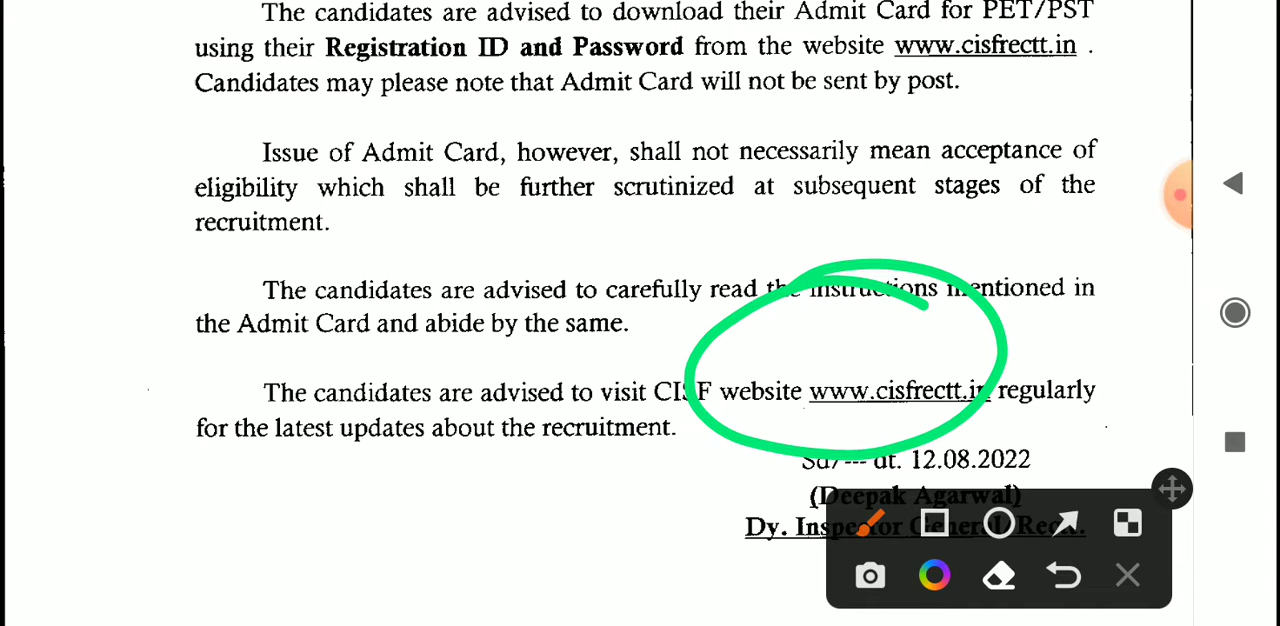 The candidates are advised to download their Admit Card for PET/PST
using their Registration ID and Password from the website www.cisfrectt.in .
Candidates may please note that Admit Card will not be sent by post.
Issue of Admit Card, however, shall not necessarily mean acceptance of
eligibility which shall be further scrutinized at subsequent stages of the
recruitment.
The candidates are advised to carefully read the instructions mentioned in
the Admit Card and abide by the same.
The candidates are advised to visit CISF website www.cisfrectt.in regularly
for the latest updates about the recruitment.
Sd/--- dt. 12.08.2022
(Deepak Agarwal)
Dy. Inspector General/Rectt.